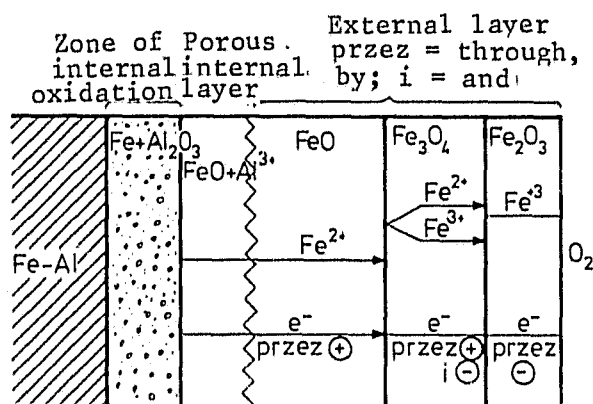 Zone of
internal
oxidation
Porous
internal
layer
External layer
przez = through,
by; i = and
Fe+Al₂O₃
FeO+Al³⁺
FeO
Fe₃O₄
Fe₂O₃
Fe²⁺
Fe³⁺
Fe⁺³
Fe-Al
Fe²⁺
O₂
e⁻
przez ⊕
e⁻
przez ⊕
i ⊖
e⁻
przez
⊖